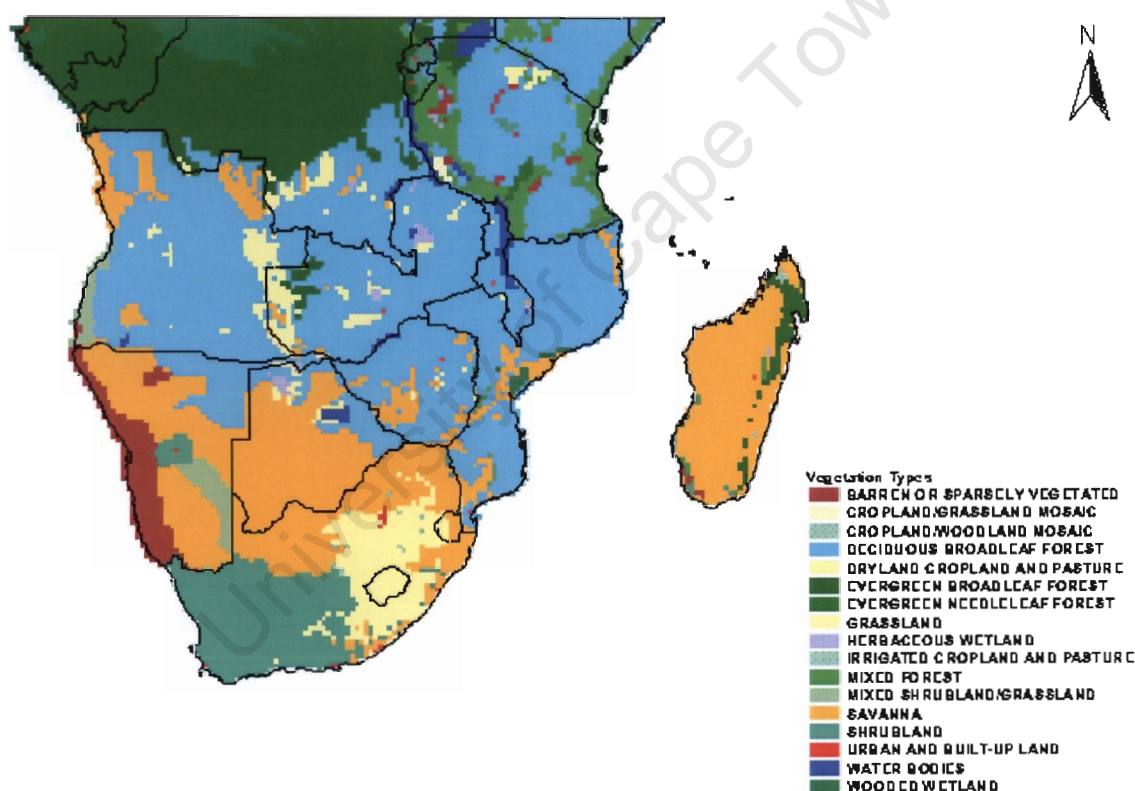 N
University of Cape Tow
Vegetation Types
BARREN OR SPARSELY VEGETATED
CROPLAND/GRASSLAND MOSAIC
CROPLAND/WOODLAND MOSAIC
DECIDUOUS BROADLEAF FOREST
DRYLAND CROPLAND AND PASTURE
EVERGREEN BROADLEAF FOREST
EVERGREEN NEEDLELEAF FOREST
GRASSLAND
HERBACEOUS WETLAND
IRRIGATED CROPLAND AND PASTURE
MIXED FOREST
MIXED SHRUBLAND/GRASSLAND
SAVANNA
SHRUBLAND
URBAN AND BUILT-UP LAND
WATER BODIES
WOODED WETLAND